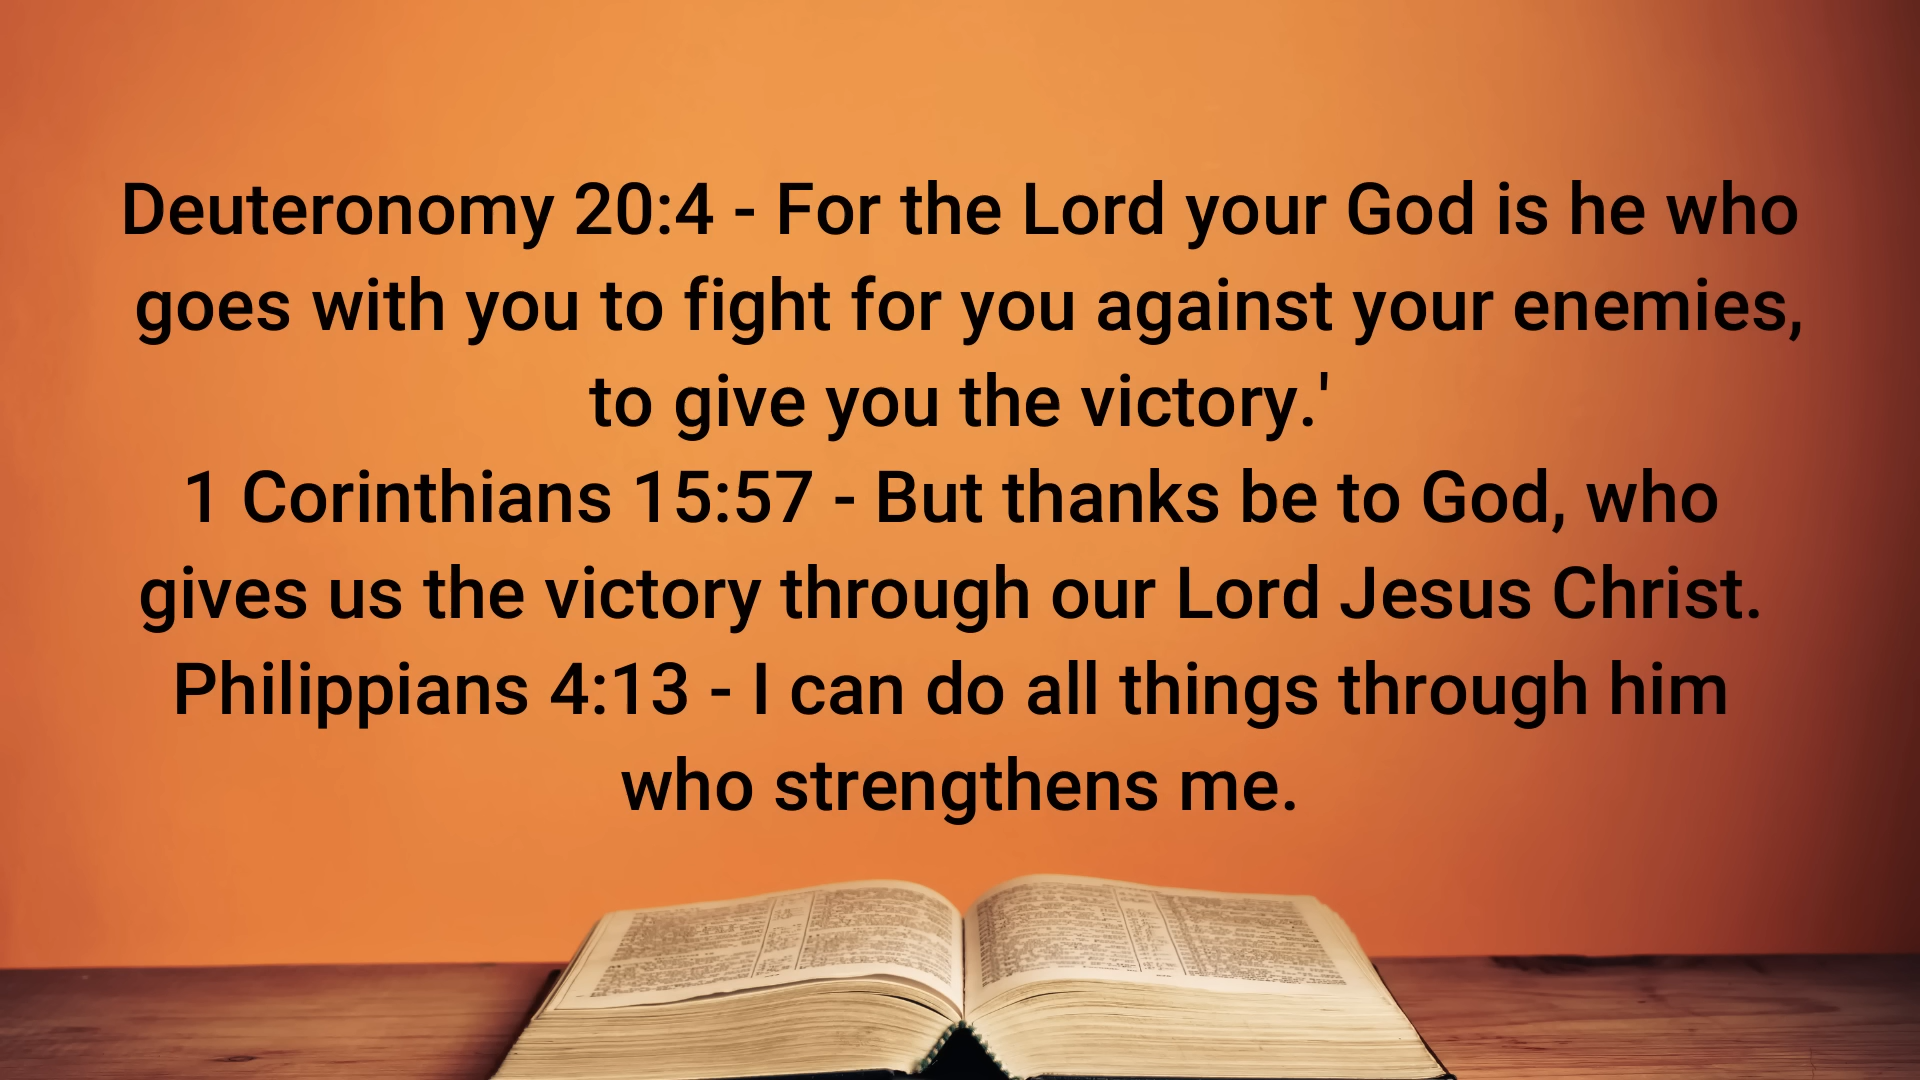 Deuteronomy 20:4 - For the Lord your God is he who
goes with you to fight for you against your enemies,
to give you the victory.'
1 Corinthians 15:57 - But thanks be to God, who
gives us the victory through our Lord Jesus Christ.
Philippians 4:13 - I can do all things through him
who strengthens me.